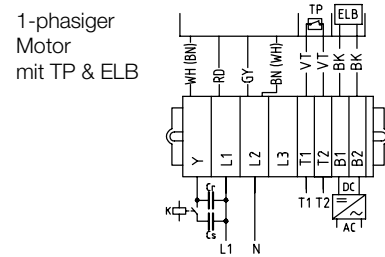 1-phasiger
Motor
mit TP & ELB
TP
ELB
WH (BN)
RD
GY
BN (WH)
VT
VT
BK
BK
Y
L1
L2
L3
T1
T2
B1
B2
Cr
K
Cs
L1
N
T1 T2
DC
AC